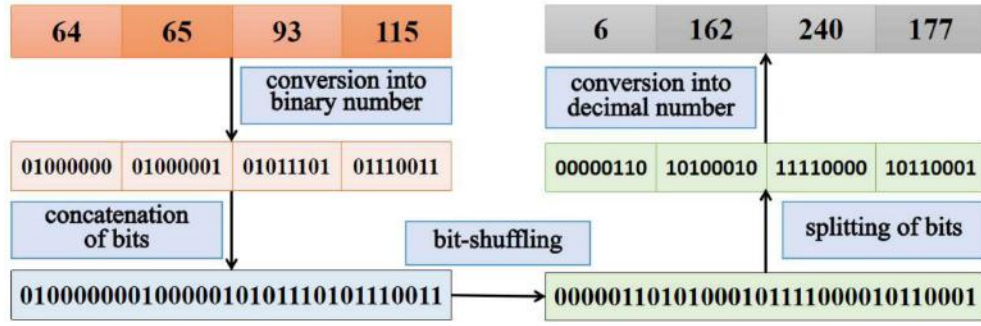 64 65 93 115
6 162 240 177
conversion into
binary number
conversion into
decimal number
01000000 01000001 01011101 01110011
00000110 10100010 11110000 10110001
concatenation
of bits
bit-shuffling
splitting of bits
01000000010000010101110101110011
00000110101000101111000010110001